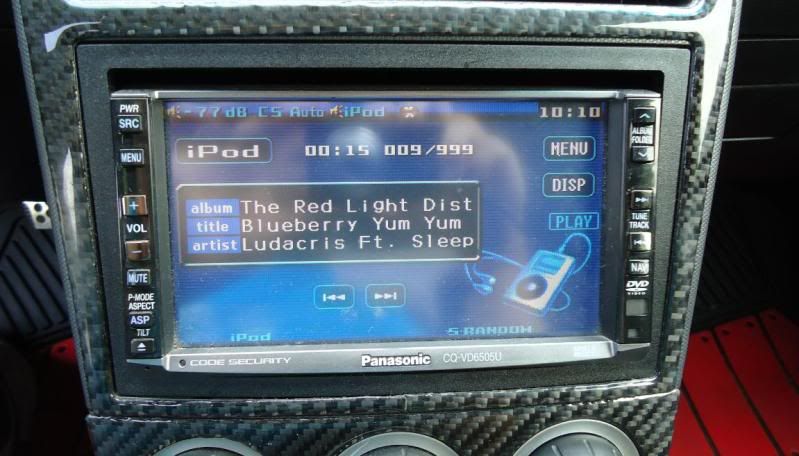 -77dB CS Auto iPod 10:10
PWR
SRC
MENU
+
VOL
-
MUTE
P-MODE
ASPECT
ASP
TILT
iPod 00:15 009/999 MENU
DISP
PLAY
album The Red Light Dist
title Blueberry Yum Yum
artist Ludacris Ft. Sleep
iPod S-RANDOM
ALBUM
FOLDER
TUNE
TRACK
NAVI
DVD
VIDEO
CODE SECURITY Panasonic CQ-VD6505U